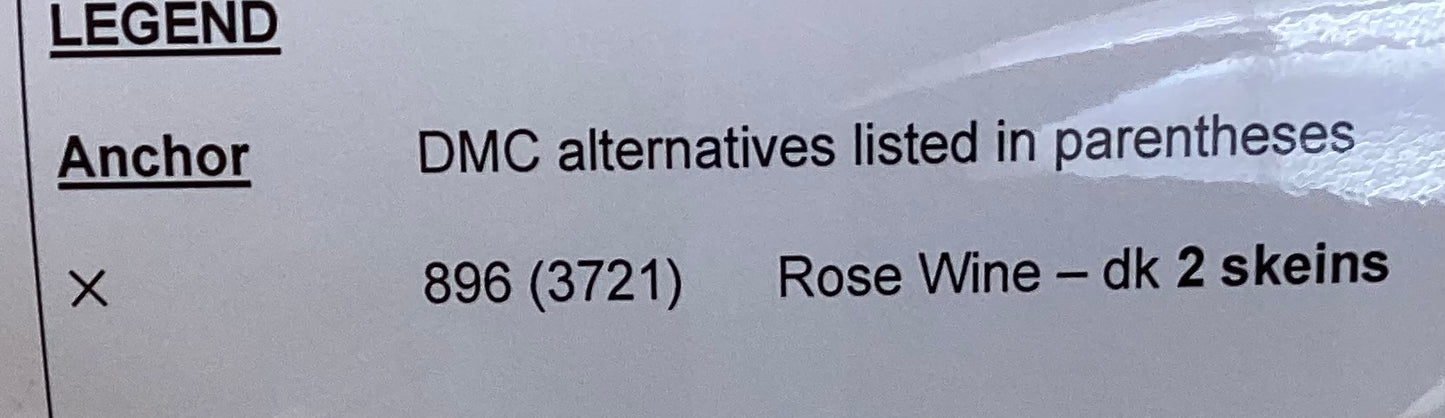 LEGEND
Anchor DMC alternatives listed in parentheses
× 896 (3721) Rose Wine – dk 2 skeins